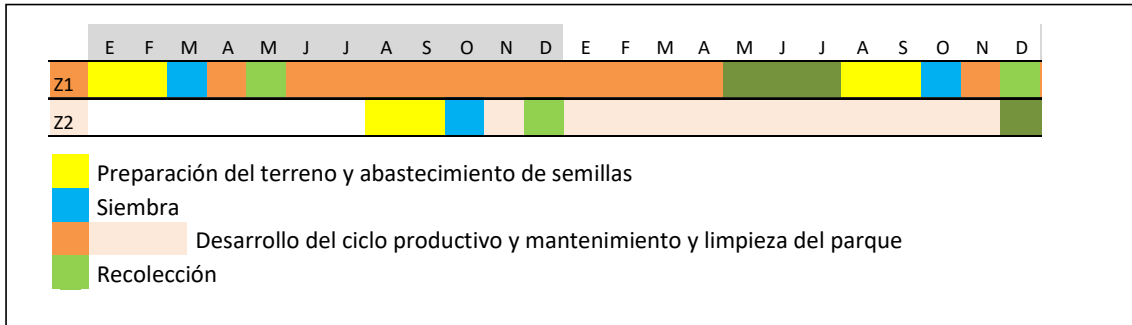 E F M A M J J A S O N D E F M A M J J A S O N D
Z1
Z2
Preparación del terreno y abastecimiento de semillas
Siembra
Desarrollo del ciclo productivo y mantenimiento y limpieza del parque
Recolección